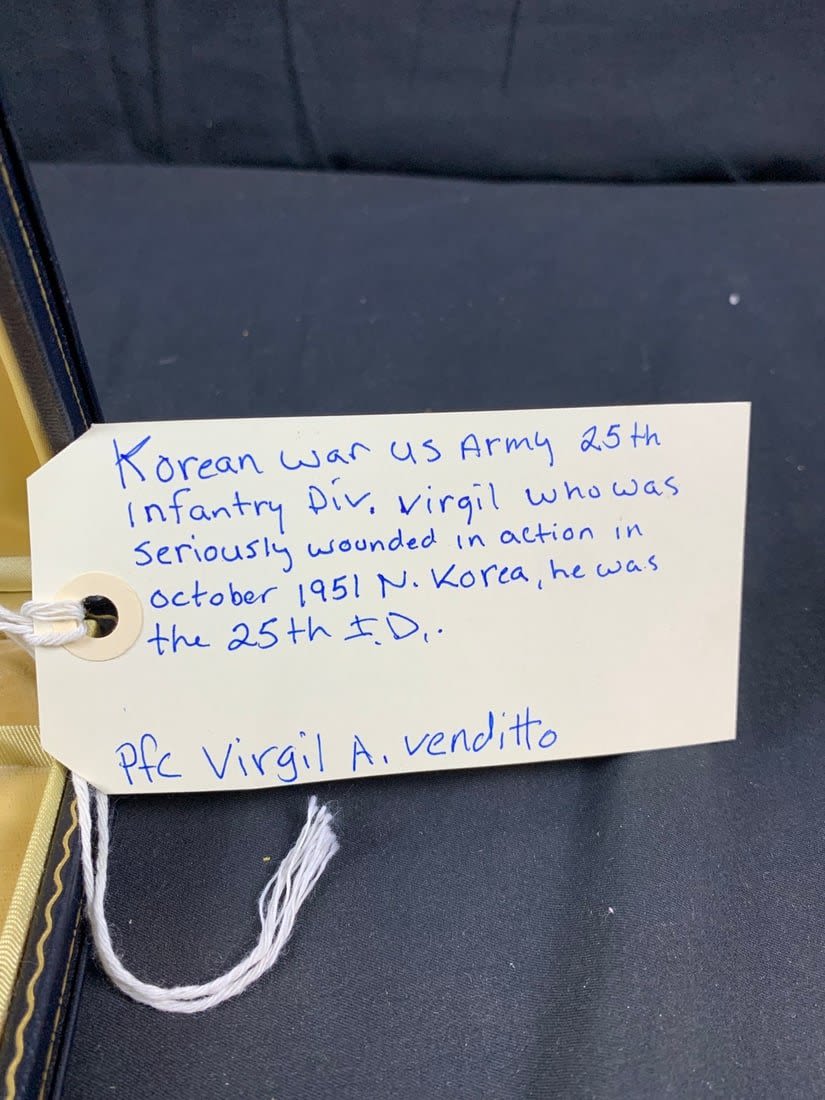 Korean war us Army 25th
Infantry Div. Virgil who was
seriously wounded in action in
october 1951 N. Korea, he was
the 25th I.D..
Pfc Virgil A. Venditto